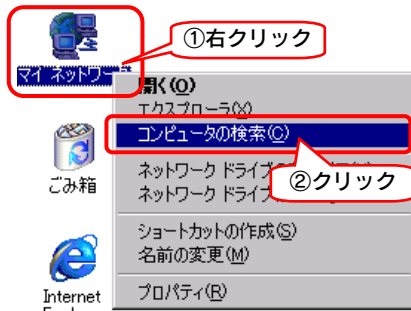 ①右クリック
マイ ネットワー
開く(O)
エクスプローラ(X)
コンピュータの検索(C)
ネットワーク ドライブ
②クリック
ネットワーク ドライブ
ごみ箱
ショートカットの作成(S)
名前の変更(M)
Internet
プロパティ(R)